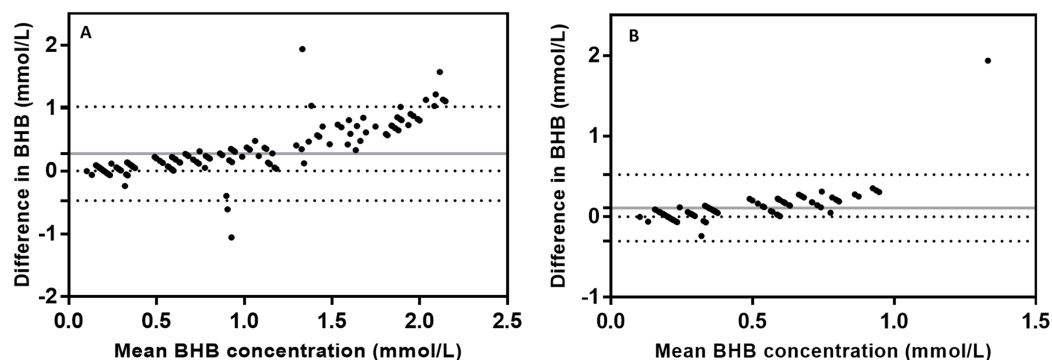 A
Difference in BHB (mmol/L)
2
1
0
-1
-2
0.0 0.5 1.0 1.5 2.0 2.5
Mean BHB concentration (mmol/L)
B
Difference in BHB (mmol/L)
2
1
0
-1
0.0 0.5 1.0 1.5
Mean BHB concentration (mmol/L)